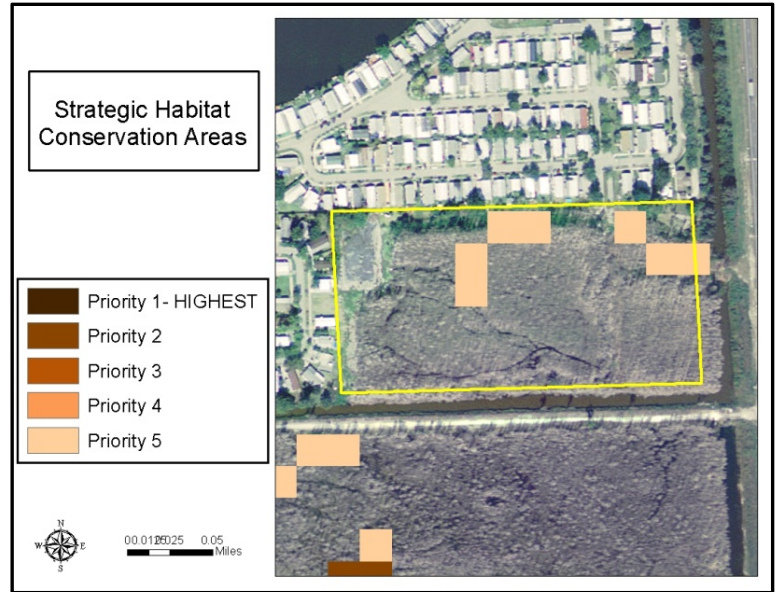 Strategic Habitat
Conservation Areas
Priority 1- HIGHEST
Priority 2
Priority 3
Priority 4
Priority 5
N
W E
S
0.05
Miles